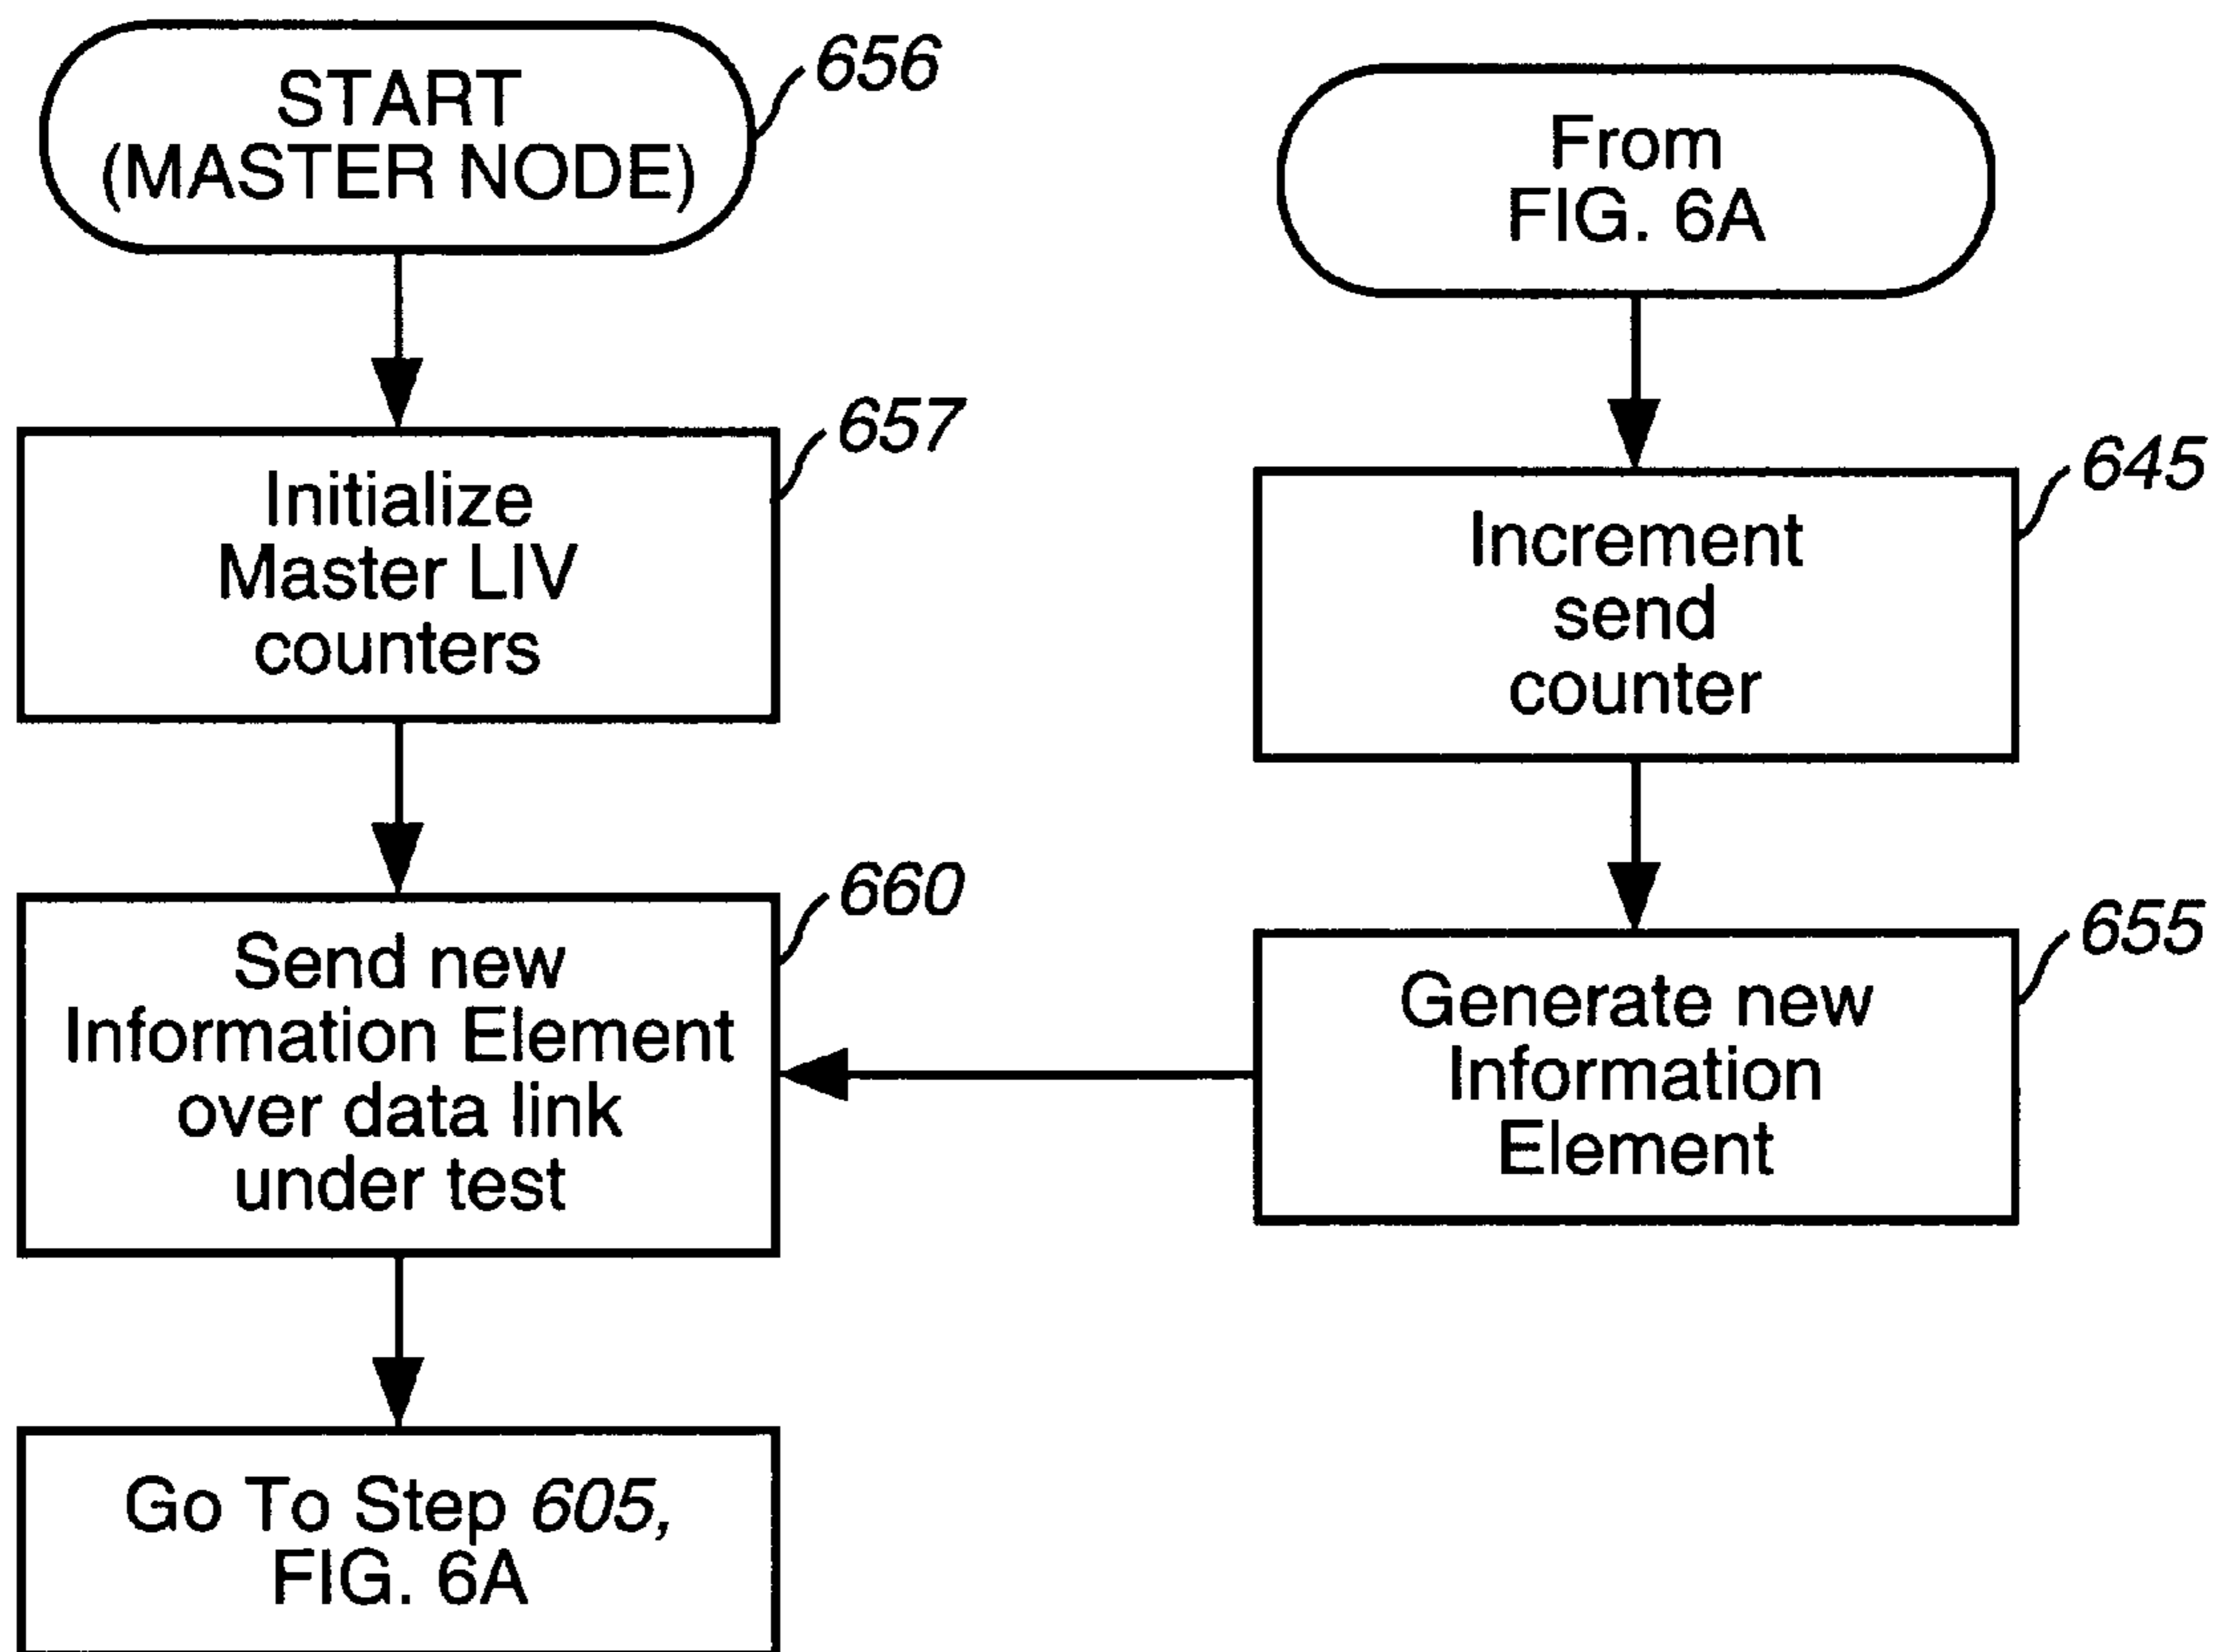 START
(MASTER NODE)
656
Initialize
Master LIV
counters
657
Send new
Information Element
over data link
under test
660
Go To Step 605,
FIG. 6A
From
FIG. 6A
Increment
send
counter
645
Generate new
Information
Element
655